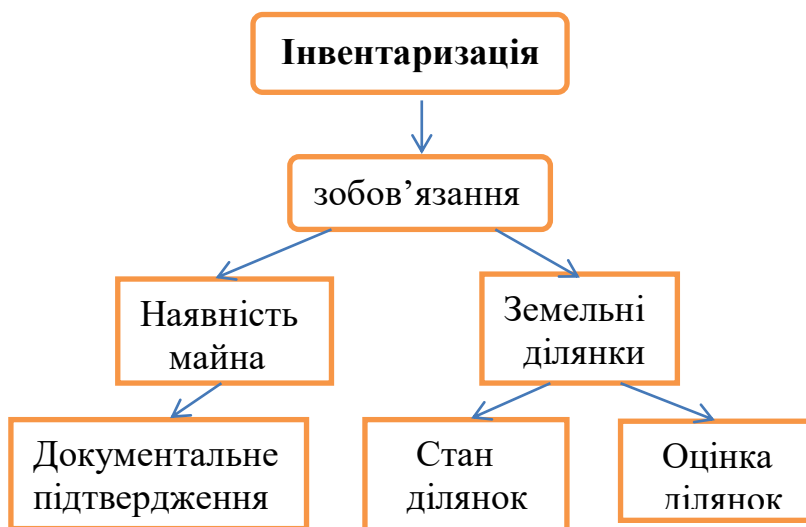 Інвентаризація
зобов’язання
Наявність
майна
Земельні
ділянки
Документальне
підтвердження
Стан
ділянок
Оцінка
ділянок